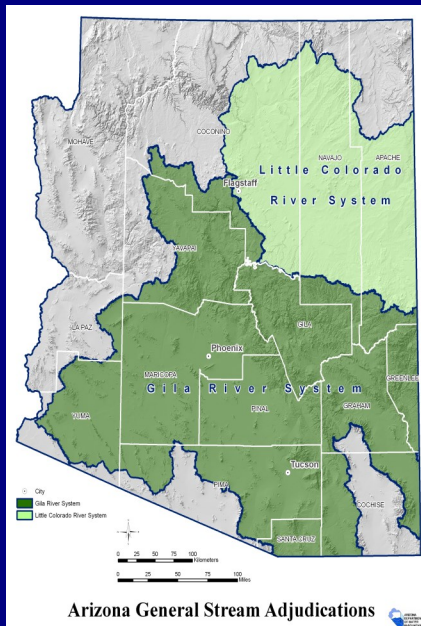 COCONINO
MOHAVE
NAVAJO
APACHE
Little Colorado
Flagstaff
River System
YAVAPAI
LA PAZ
GILA
Phoenix
MARICOPA
GREENLEE
Gila River System
YUMA
PINAL
GRAHAM
Tucson
PIMA
COCHISE
SANTA CRUZ
City
Gila River System
Little Colorado River System
0 25 50 75 100
Kilometers
0 25 50 75 100
Miles
Arizona General Stream Adjudications